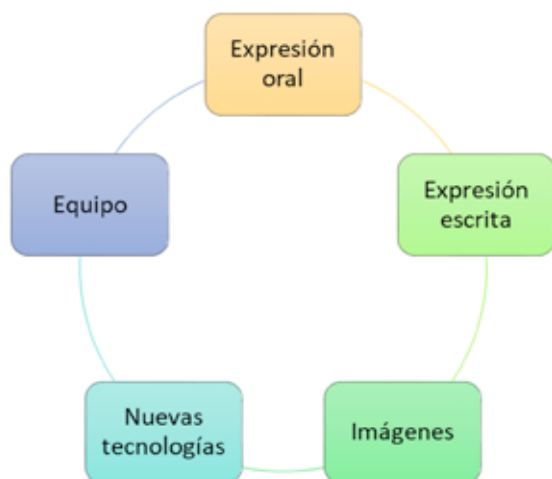 Expresión
oral
Equipo
Expresión
escrita
Nuevas
tecnologías
Imágenes